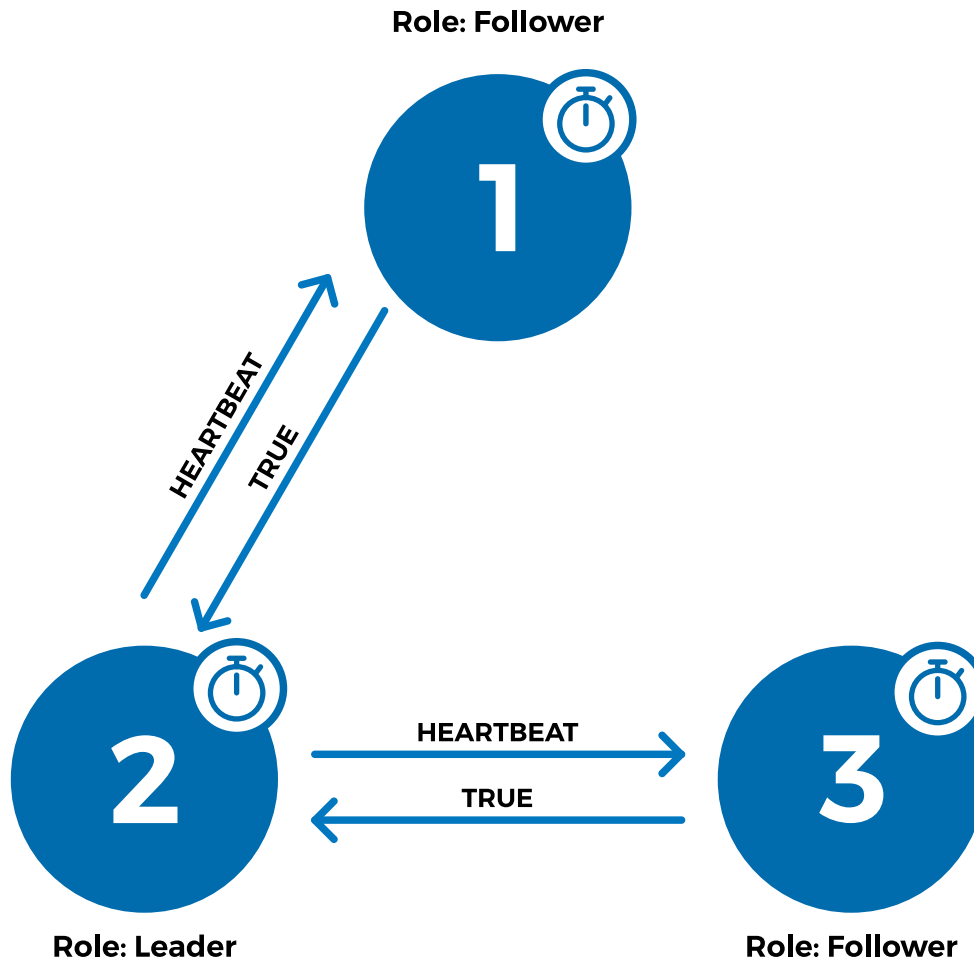 Role: Follower
1
HEARTBEAT
TRUE
2
HEARTBEAT
TRUE
3
Role: Leader
Role: Follower